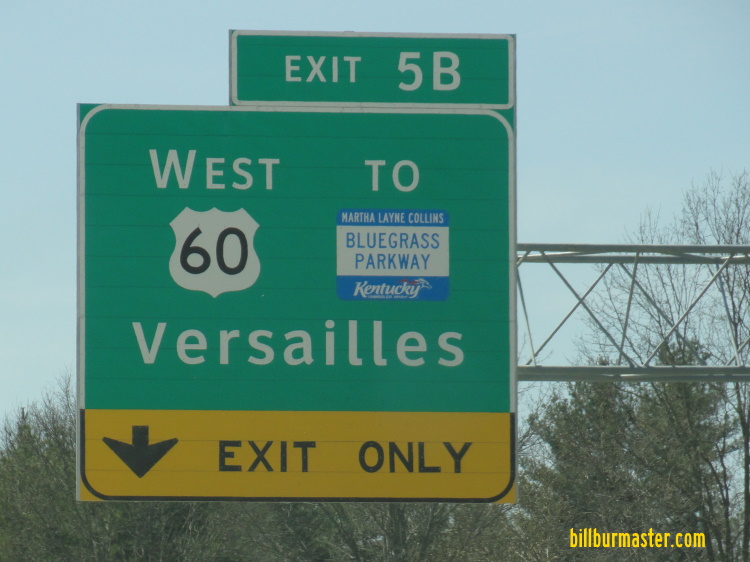 EXIT 5B
WEST TO
60
MARTHA LAYNE COLLINS
BLUEGRASS
PARKWAY
Kentucky
Versailles
EXIT ONLY
billburmaster.com